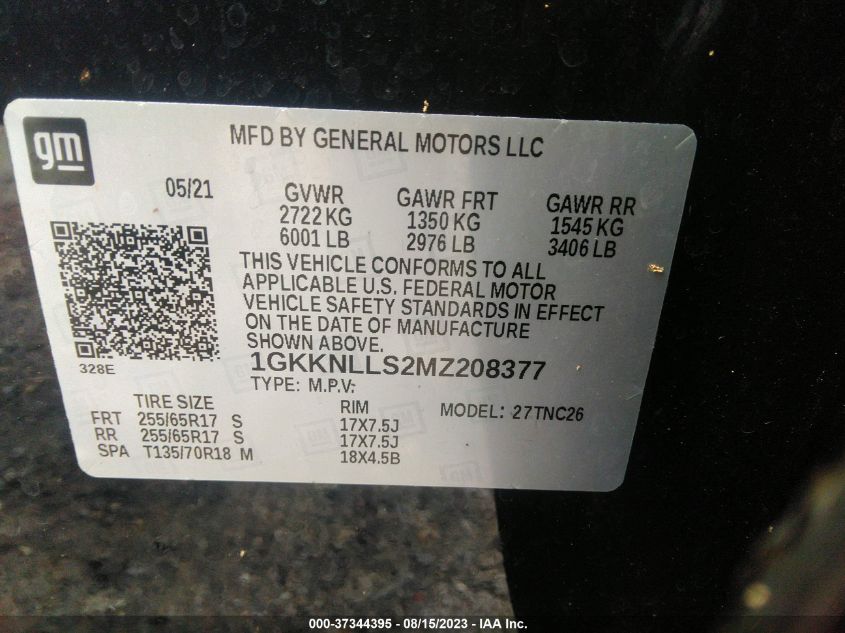 gm
MFD BY GENERAL MOTORS LLC
05/21
GVWR GAWR FRT GAWR RR
2722 KG 1350 KG 1545 KG
6001 LB 2976 LB 3406 LB
THIS VEHICLE CONFORMS TO ALL
APPLICABLE U.S. FEDERAL MOTOR
VEHICLE SAFETY STANDARDS IN EFFECT
ON THE DATE OF MANUFACTURE
SHOWN ABOVE.
328E
1GKKNLLS2MZ208377
TYPE: M.P.V:
TIRE SIZE RIM MODEL: 27TNC26
FRT 255/65R17 S 17X7.5J
RR 255/65R17 S 17X7.5J
SPA T135/70R18 M 18X4.5B
000-37344395 - 08/15/2023 - IAA Inc.